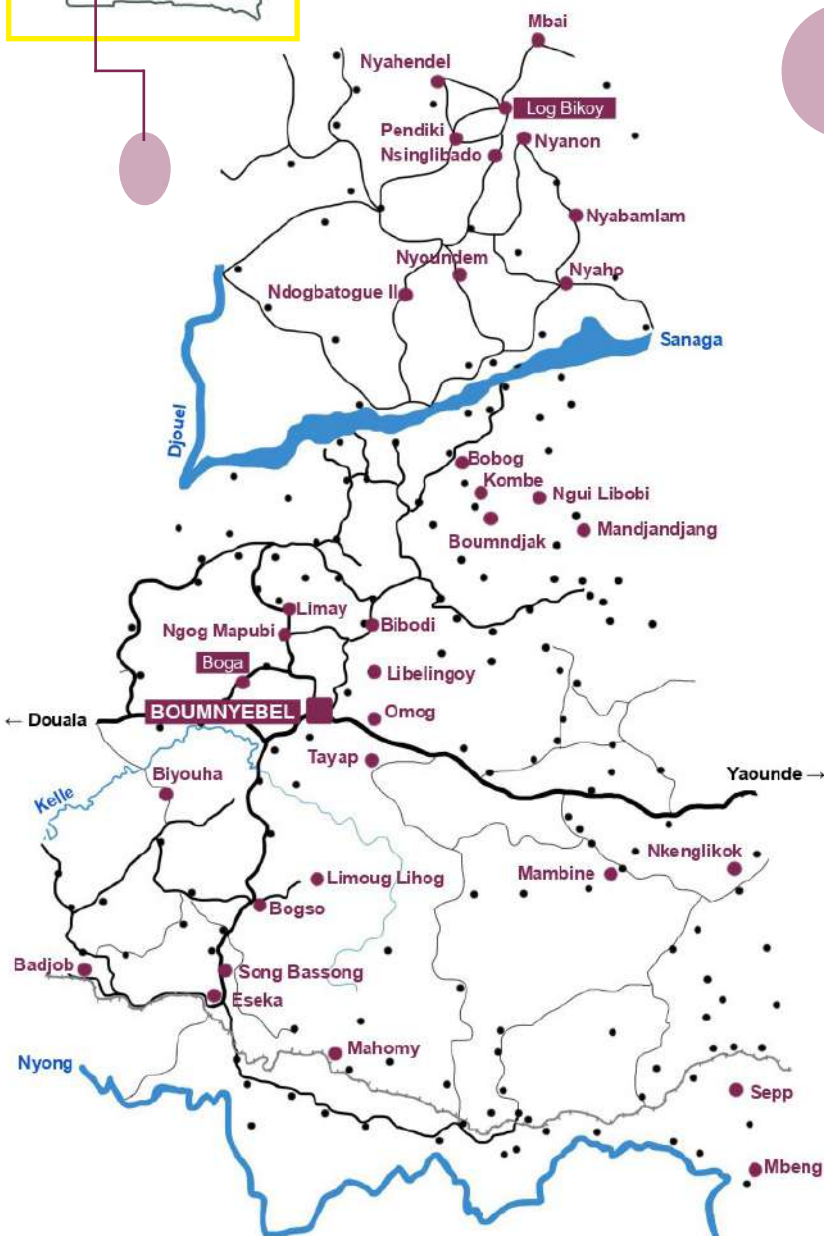 Mbai
Nyahendel
Log Bikoy
Pendiki
Nyanon
Nsinglibado
Nyabamlam
Nyoundem
Nyaho
Ndogbatogue II
Sanaga
Djouel
Bobog
Kombe
Ngui Libobi
Mandjandjang
Boumndjak
Limay
Bibodi
Ngog Mapubi
Boga
Libelingoy
BOUMNYEBEL
Omog
← Douala
Tayap
Biyouha
Yaounde →
Kelle
Nkenglikok
Mambine
Limoug Lihog
Bogso
Badjob
Song Bassong
Eseka
Mahomy
Nyong
Sepp
Mbeng